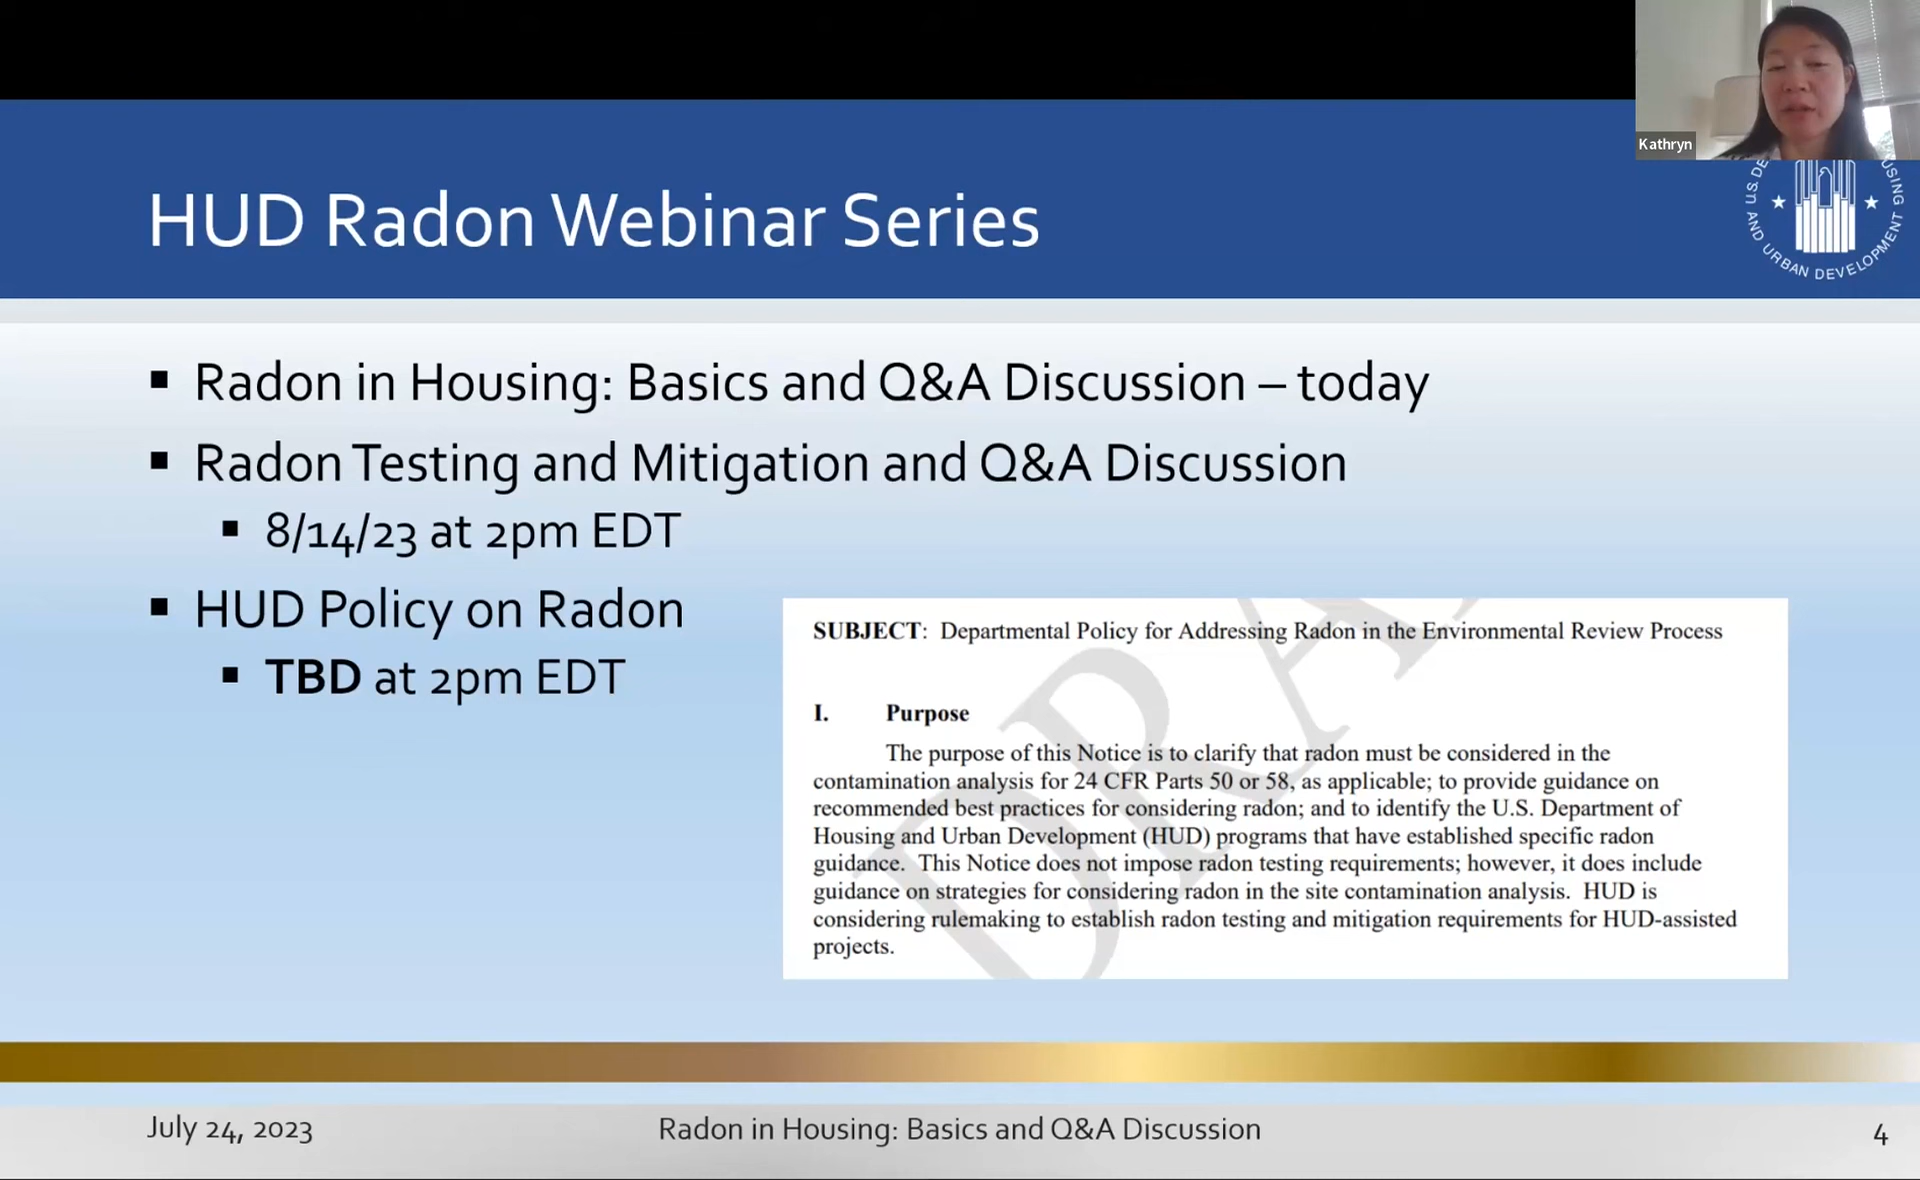 Kathryn
HUD Radon Webinar Series
U.S. DE
USING
AND URBAN DEVELOPMENT
Radon in Housing: Basics and Q&A Discussion – today
Radon Testing and Mitigation and Q&A Discussion
8/14/23 at 2pm EDT
HUD Policy on Radon
TBD at 2pm EDT
DRA
SUBJECT: Departmental Policy for Addressing Radon in the Environmental Review Process
I. Purpose
The purpose of this Notice is to clarify that radon must be considered in the
contamination analysis for 24 CFR Parts 50 or 58, as applicable; to provide guidance on
recommended best practices for considering radon; and to identify the U.S. Department of
Housing and Urban Development (HUD) programs that have established specific radon
guidance. This Notice does not impose radon testing requirements; however, it does include
guidance on strategies for considering radon in the site contamination analysis. HUD is
considering rulemaking to establish radon testing and mitigation requirements for HUD-assisted
projects.
July 24, 2023
Radon in Housing: Basics and Q&A Discussion
4